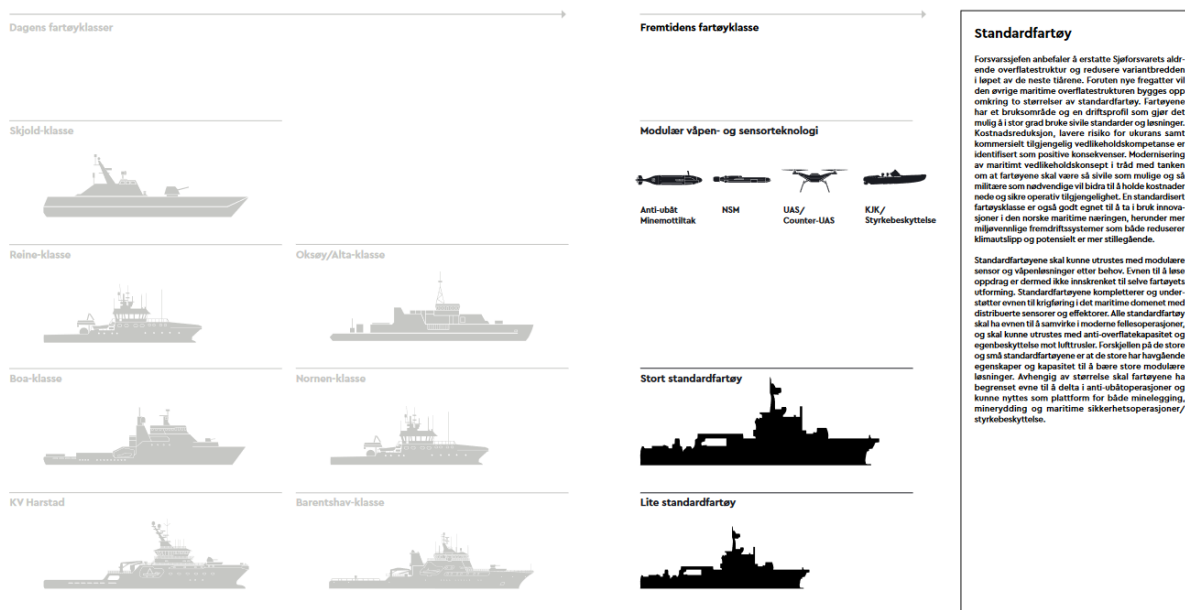 Dagens fartøyklasser
Skjold-klasse
Reine-klasse
Oksøy/Alta-klasse
Boa-klasse
Nornen-klasse
KV Harstad
Barentshav-klasse
Fremtidens fartøyklasse
Modulær våpen- og sensorteknologi
Anti-ubåt
Minemottiltak
NSM
UAS/
Counter-UAS
KJK/
Styrkebeskyttelse
Stort standardfartøy
Lite standardfartøy
Standardfartøy
Forsvarssjefen anbefaler å erstatte Sjøforsvarets aldr-
ende overflatestruktur og redusere variantbredden
i løpet av de neste tiårene. Foruten nye fregatter vil
den øvrige maritime overflatestrukturen bygges opp
omkring to størrelser av standardfartøy. Fartøyene
har et bruksområde og en driftsprofil som gjør det
mulig å i stor grad bruke sivile standarder og løsninger.
Kostnadsreduksjon, lavere risiko for ukurans samt
kommersielt tilgjengelig vedlikeholdskompetanse er
identifisert som positive konsekvenser. Modernisering
av maritimt vedlikeholdskonsept i tråd med tanken
om at fartøyene skal være så sivile som mulige og så
militære som nødvendige vil bidra til å holde kostnader
nede og sikre operativ tilgjengelighet. En standardisert
fartøysklasse er også godt egnet til å ta i bruk innova-
sjoner i den norske maritime næringen, herunder mer
miljøvennlige fremdriftssystemer som både reduserer
klimautslipp og potensielt er mer stillegående.
Standardfartøyene skal kunne utrustes med modulære
sensor og våpenløsninger etter behov. Evnen til å løse
oppdrag er dermed ikke innskrenket til selve fartøyets
utforming. Standardfartøyene kompletterer og under-
støtter evnen til krigføring i det maritime domenet med
distribuerte sensorer og effektorer. Alle standardfartøy
skal ha evnen til å samvirke i moderne fellesoperasjoner,
og skal kunne utrustes med anti-overflatekapasitet og
egenbeskyttelse mot lufttrusler. Forskjellen på de store
og små standardfartøyene er at de store har havgående
egenskaper og kapasitet til å bære store modulære
løsninger. Avhengig av størrelse skal fartøyene ha
begrenset evne til å delta i anti-ubåtoperasjoner og
kunne nyttes som plattform for både minelegging,
minerydding og maritime sikkerhetsoperasjoner/
styrkebeskyttelse.